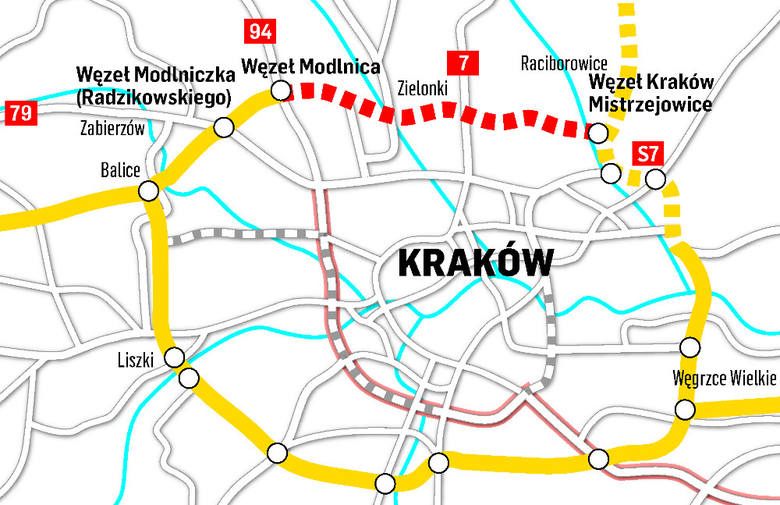 94
Węzeł Modlnica
7
Raciborowice
Węzeł Modlniczka
(Radzikowskiego)
Zielonki
Węzeł Kraków
Mistrzejowice
79
Zabierzów
S7
Balice
KRAKÓW
Liszki
Węgrzce Wielkie